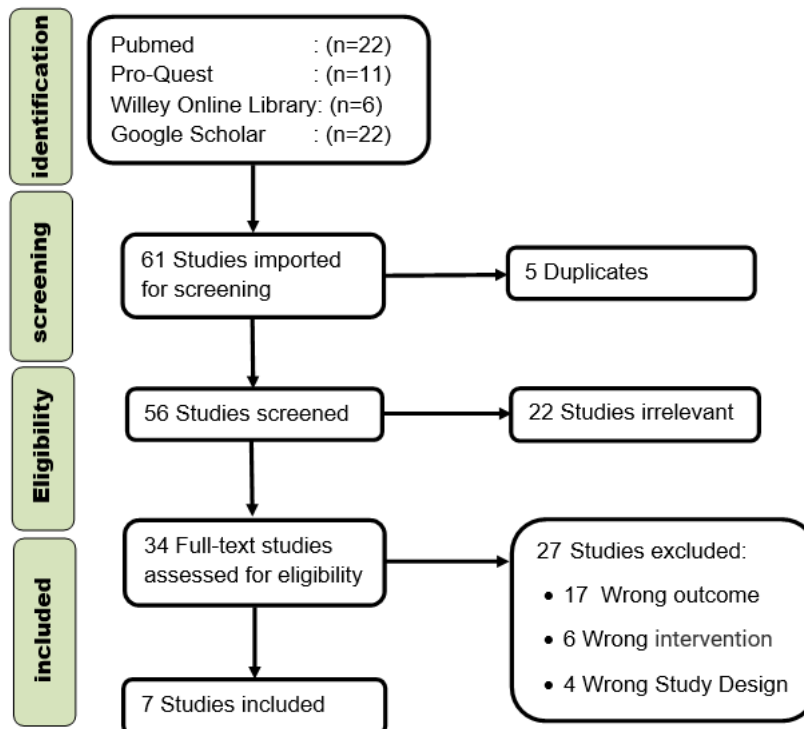 identification
Pubmed : (n=22)
Pro-Quest : (n=11)
Willey Online Library: (n=6)
Google Scholar : (n=22)
screening
61 Studies imported
for screening
5 Duplicates
Eligibility
56 Studies screened
22 Studies irrelevant
included
34 Full-text studies
assessed for eligibility
27 Studies excluded:
• 17 Wrong outcome
• 6 Wrong intervention
• 4 Wrong Study Design
7 Studies included